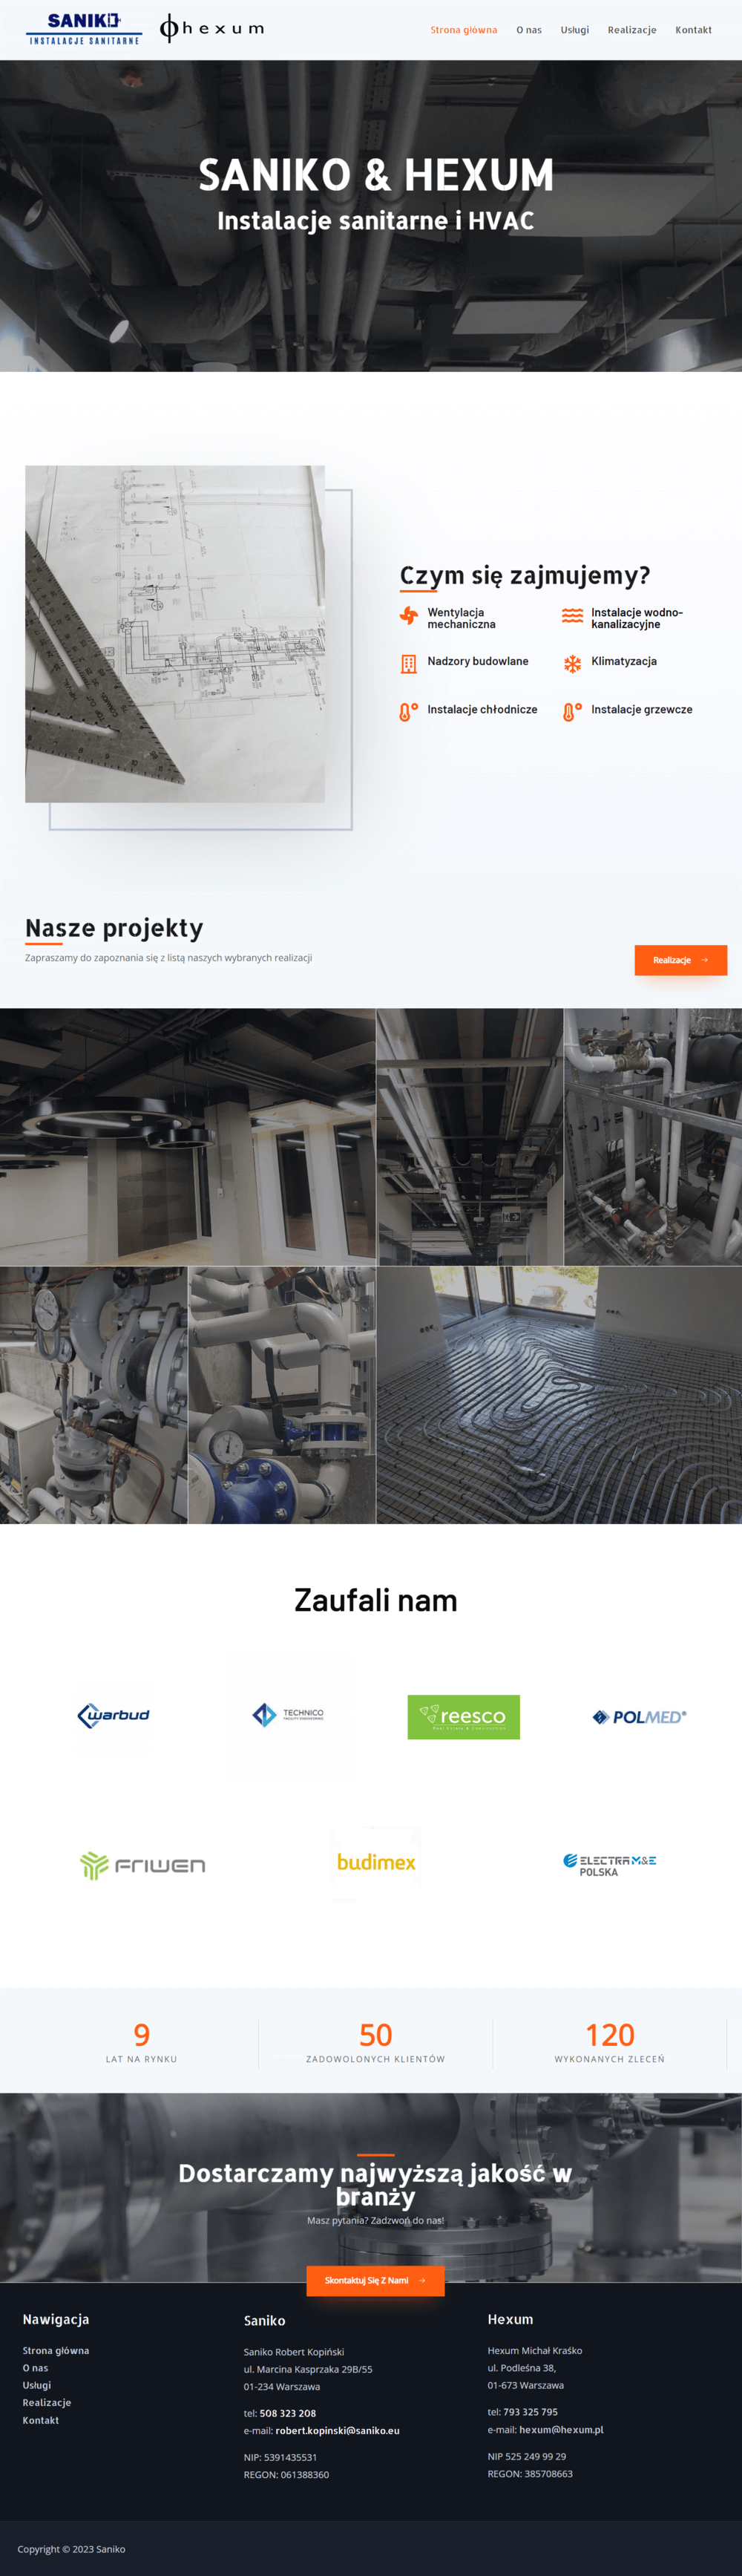 SANIKO
INSTALACJE SANITARNE
hexum
Strona główna
O nas
Usługi
Realizacje
Kontakt
SANIKO & HEXUM
Instalacje sanitarne i HVAC
Czym się zajmujemy?
Wentylacja
mechaniczna
Instalacje wodno-
kanalizacyjne
Nadzory budowlane
Klimatyzacja
Instalacje chłodnicze
Instalacje grzewcze
Nasze projekty
Zapraszamy do zapoznania się z listą naszych wybranych realizacji
Realizacje →
Zaufali nam
warbud
TECHNICO
reesco
POLMED®
FRIWEN
budimex
ELECTRA M&E
POLSKA
9
LAT NA RYNKU
50
ZADOWOLONYCH KLIENTÓW
120
WYKONANYCH ZLECEŃ
Dostarczamy najwyższą jakość w
branży
Masz pytania? Zadzwoń do nas!
Skontaktuj Się Z Nami →
Nawigacja
Strona główna
O nas
Usługi
Realizacje
Kontakt
Saniko
Saniko Robert Kopiński
ul. Marcina Kasprzaka 29B/55
01-234 Warszawa
tel: 508 323 208
e-mail: robert.kopinski@saniko.eu
NIP: 5391435531
REGON: 061388360
Hexum
Hexum Michał Kraśko
ul. Podleśna 38,
01-673 Warszawa
tel: 793 325 795
e-mail: hexum@hexum.pl
NIP 525 249 99 29
REGON: 385708663
Copyright © 2023 Saniko